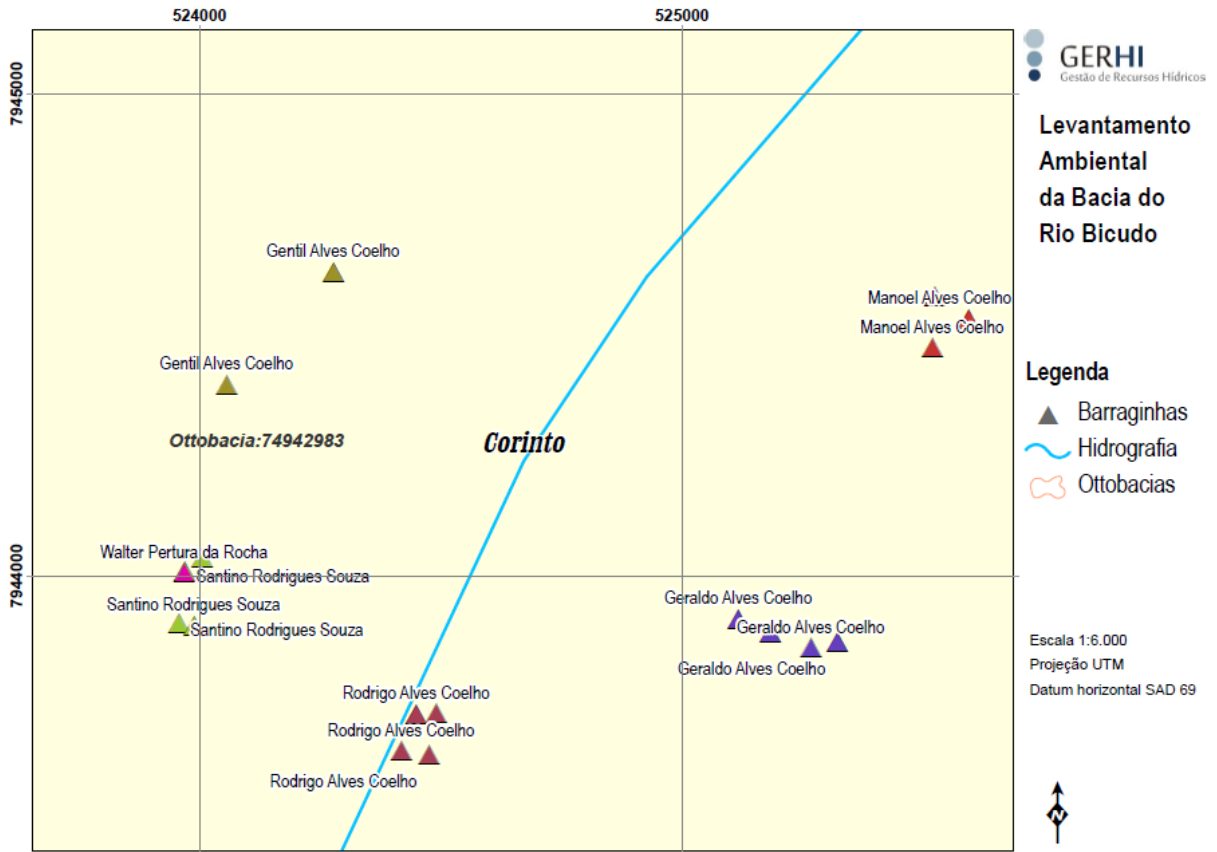 524000
525000
7945000
7944000
Gentil Alves Coelho
Gentil Alves Coelho
Ottobacia:74942983
Corinto
Manoel Alves Coelho
Manoel Alves Coelho
Walter Pertura da Rocha
Santino Rodrigues Souza
Santino Rodrigues Souza
Santino Rodrigues Souza
Geraldo Alves Coelho
Geraldo Alves Coelho
Geraldo Alves Coelho
Rodrigo Alves Coelho
Rodrigo Alves Coelho
Rodrigo Alves Coelho
GERHI
Gestão de Recursos Hídricos
Levantamento
Ambiental
da Bacia do
Rio Bicudo
Legenda
Barraginhas
Hidrografia
Ottobacias
Escala 1:6.000
Projeção UTM
Datum horizontal SAD 69
N